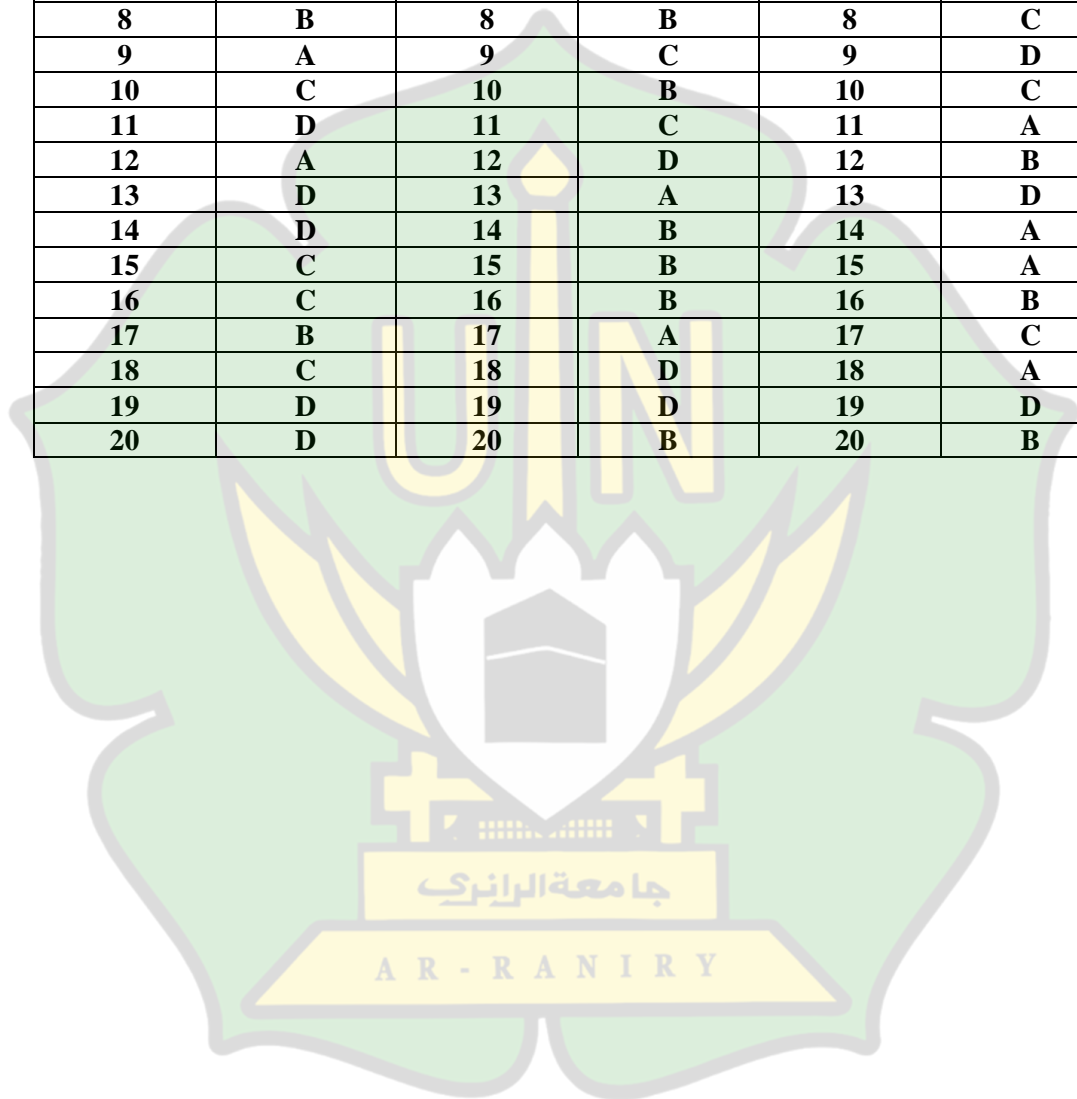 8 B 8 B 8 C
9 A 9 C 9 D
10 C 10 B 10 C
11 D 11 C 11 A
12 A 12 D 12 B
13 D 13 A 13 D
14 D 14 B 14 A
15 C 15 B 15 A
16 C 16 B 16 B
17 B 17 A 17 C
18 C 18 D 18 A
19 D 19 D 19 D
20 D 20 B 20 B
UIN
جامعةالرانري
AR-RANIRY